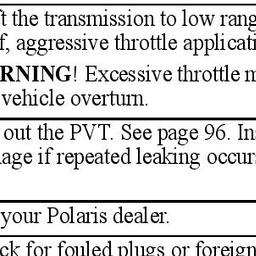 the transmission to low rang
f, aggressive throttle applicati
RNING! Excessive throttle m
vehicle overturn.
out the PVT. See page 96. In
age if repeated leaking occur
your Polaris dealer.
ck for fouled plugs or foreign